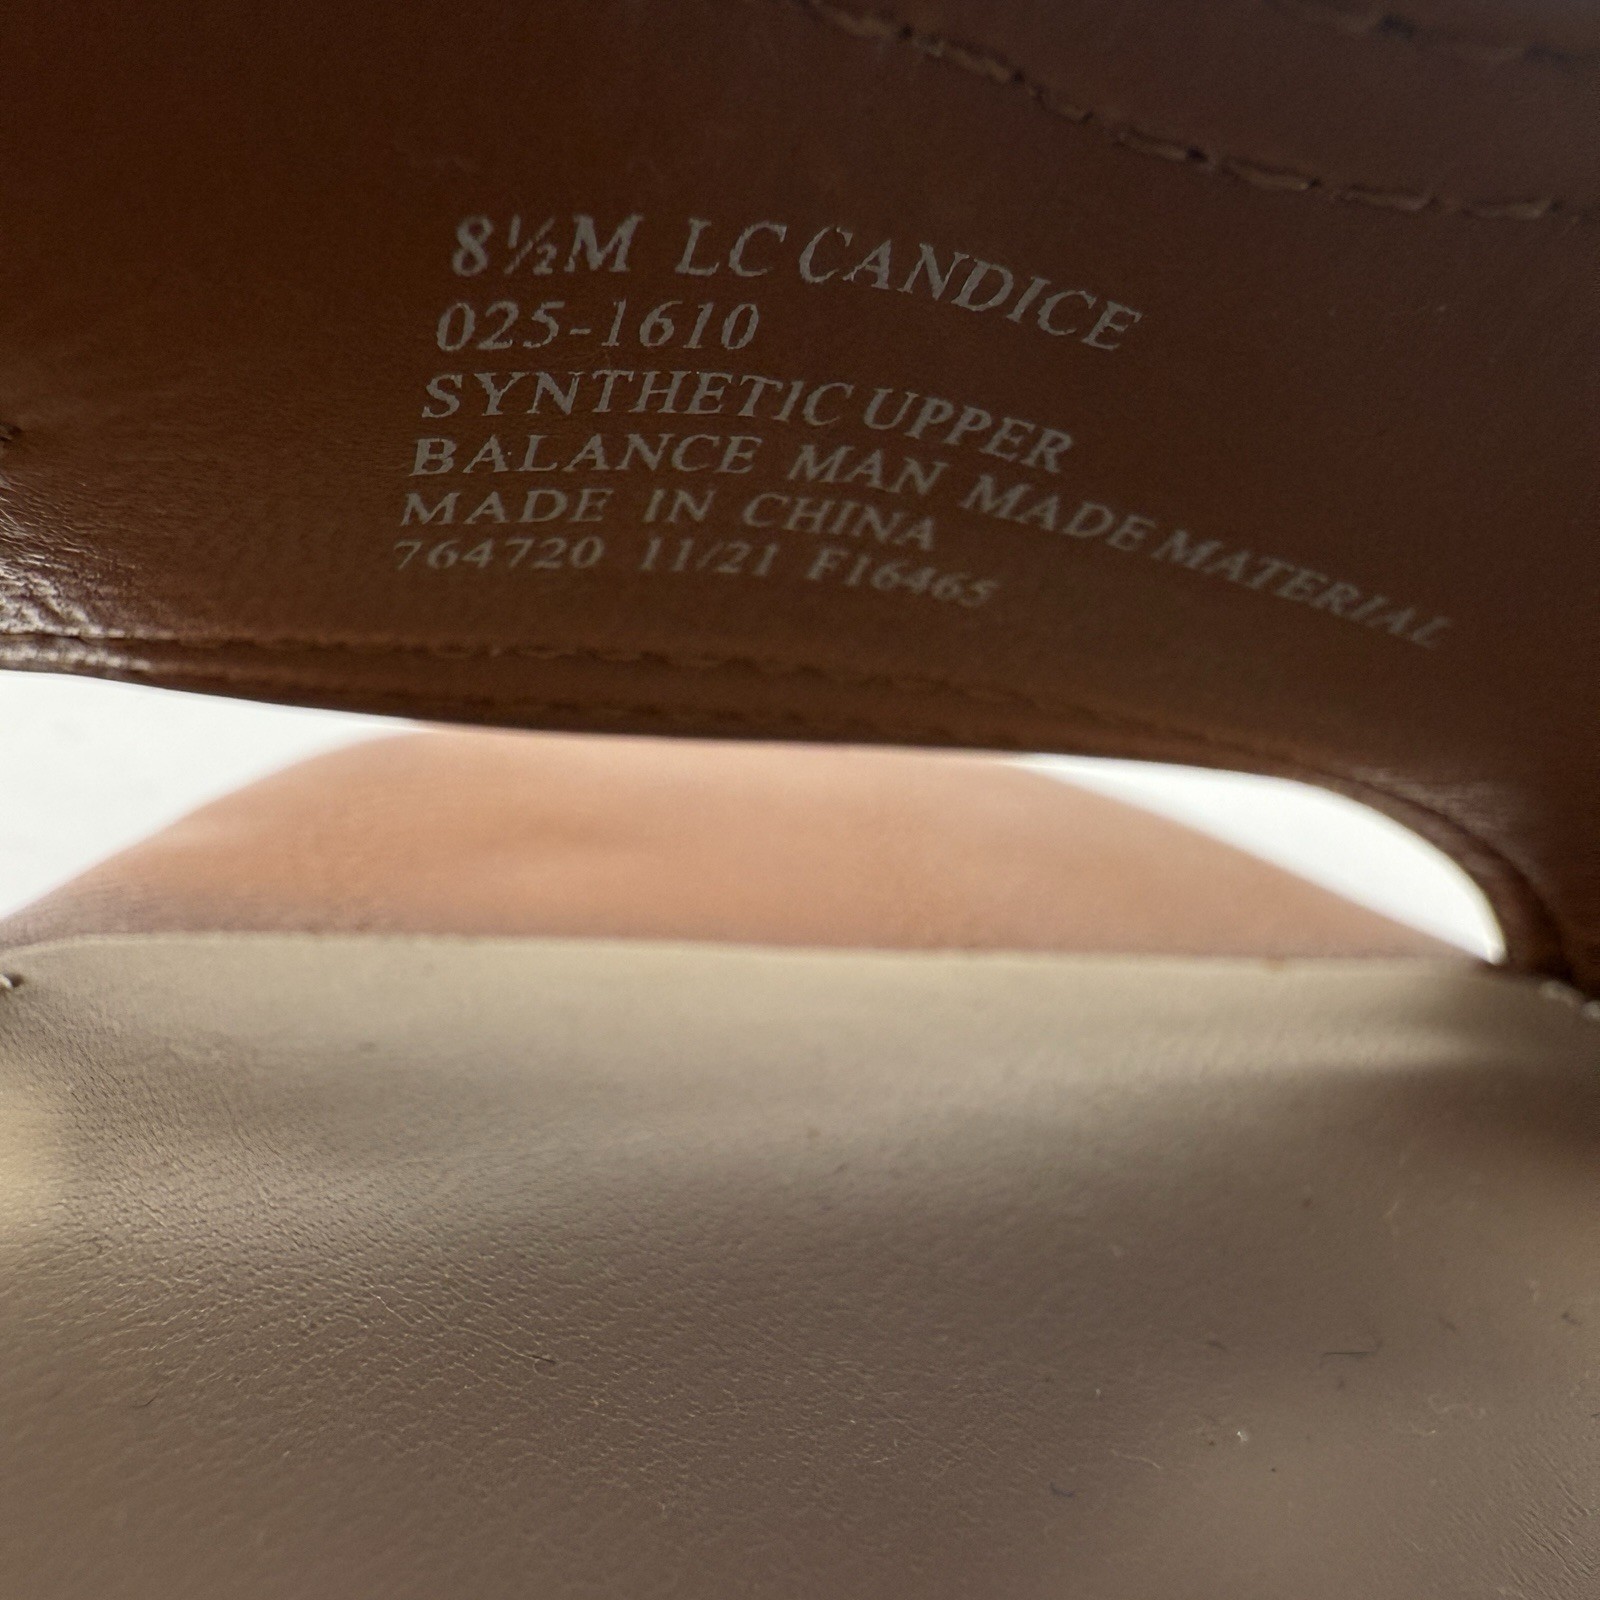 8½M LC CANDICE
025-1610
SYNTHETIC UPPER
BALANCE MAN MADE MATERIAL
MADE IN CHINA
764720 11/21 F16465